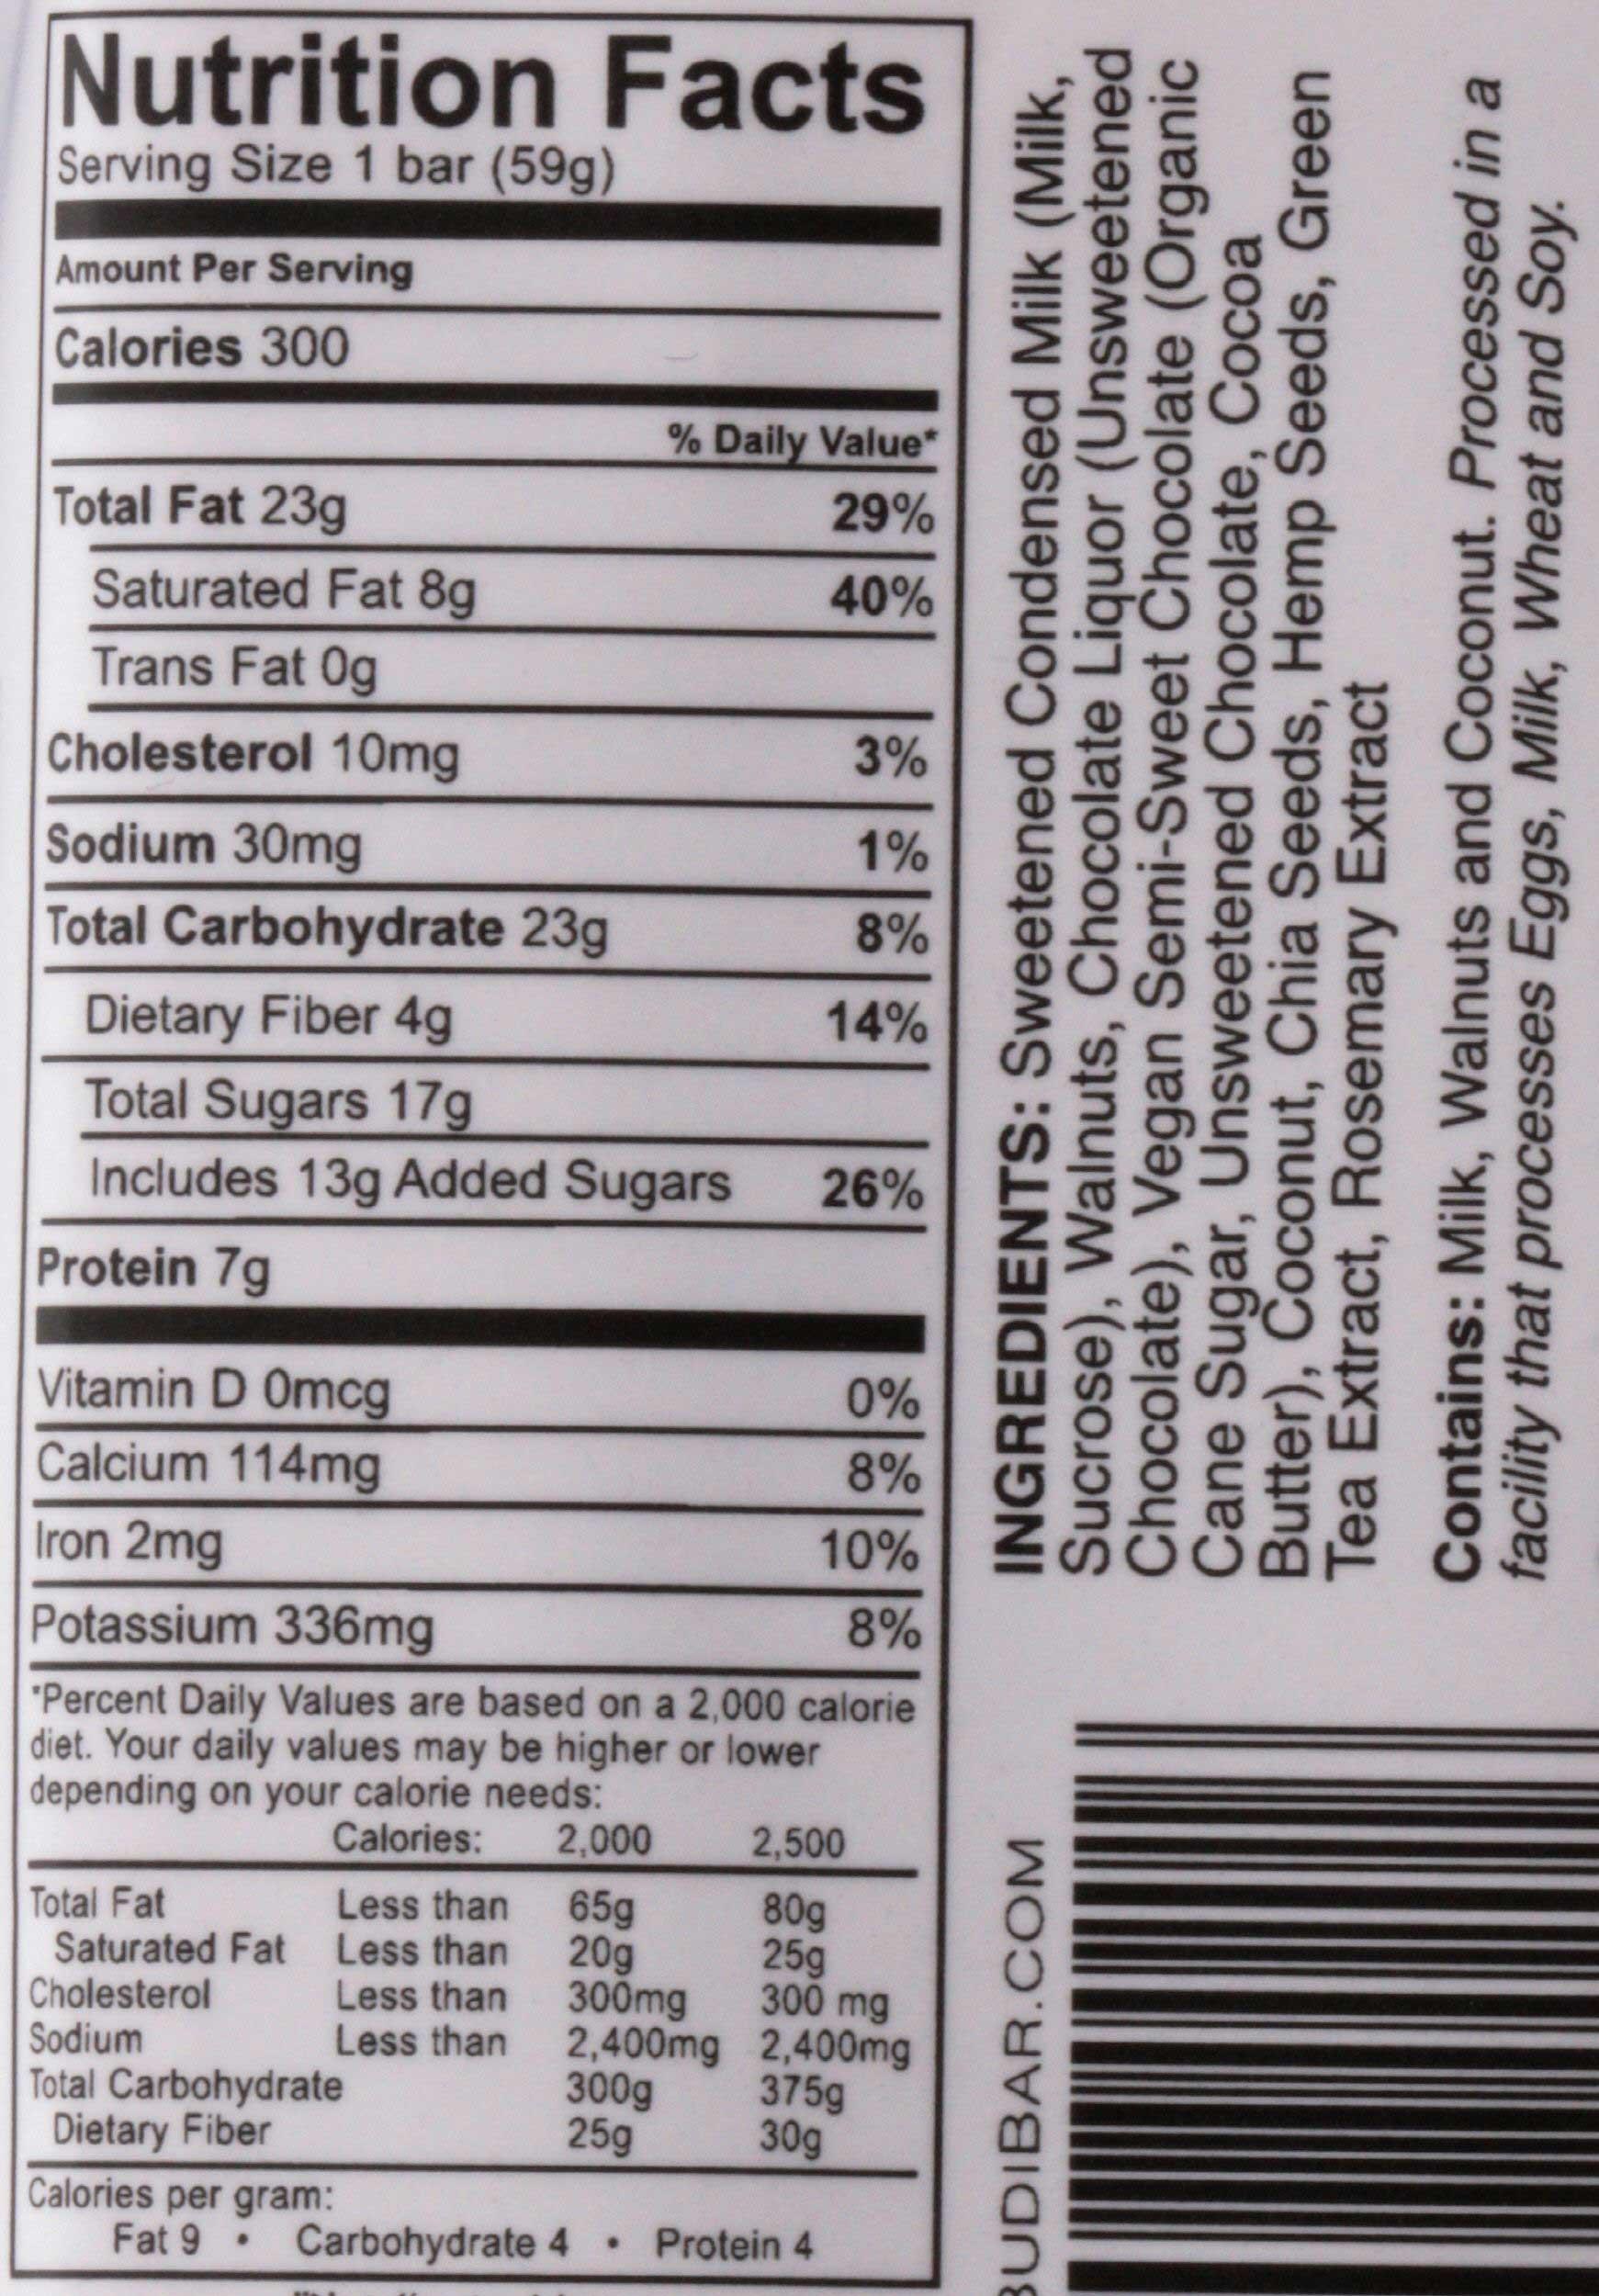 Nutrition Facts
Serving Size 1 bar (59g)
Amount Per Serving
Calories 300
% Daily Value*
Total Fat 23g 29%
Saturated Fat 8g 40%
Trans Fat 0g
Cholesterol 10mg 3%
Sodium 30mg 1%
Total Carbohydrate 23g 8%
Dietary Fiber 4g 14%
Total Sugars 17g
Includes 13g Added Sugars 26%
Protein 7g
Vitamin D 0mcg 0%
Calcium 114mg 8%
Iron 2mg 10%
Potassium 336mg 8%
*Percent Daily Values are based on a 2,000 calorie
diet. Your daily values may be higher or lower
depending on your calorie needs:
Calories: 2,000 2,500
Total Fat Less than 65g 80g
Saturated Fat Less than 20g 25g
Cholesterol Less than 300mg 300 mg
Sodium Less than 2,400mg 2,400mg
Total Carbohydrate 300g 375g
Dietary Fiber 25g 30g
Calories per gram:
Fat 9 • Carbohydrate 4 • Protein 4
INGREDIENTS: Sweetened Condensed Milk (Milk,
Sucrose), Walnuts, Chocolate Liquor (Unsweetened
Chocolate), Vegan Semi-Sweet Chocolate (Organic
Cane Sugar, Unsweetened Chocolate, Cocoa
Butter), Coconut, Chia Seeds, Hemp Seeds, Green
Tea Extract, Rosemary Extract
Contains: Milk, Walnuts and Coconut. Processed in a
facility that processes Eggs, Milk, Wheat and Soy.
BUDIBAR.COM